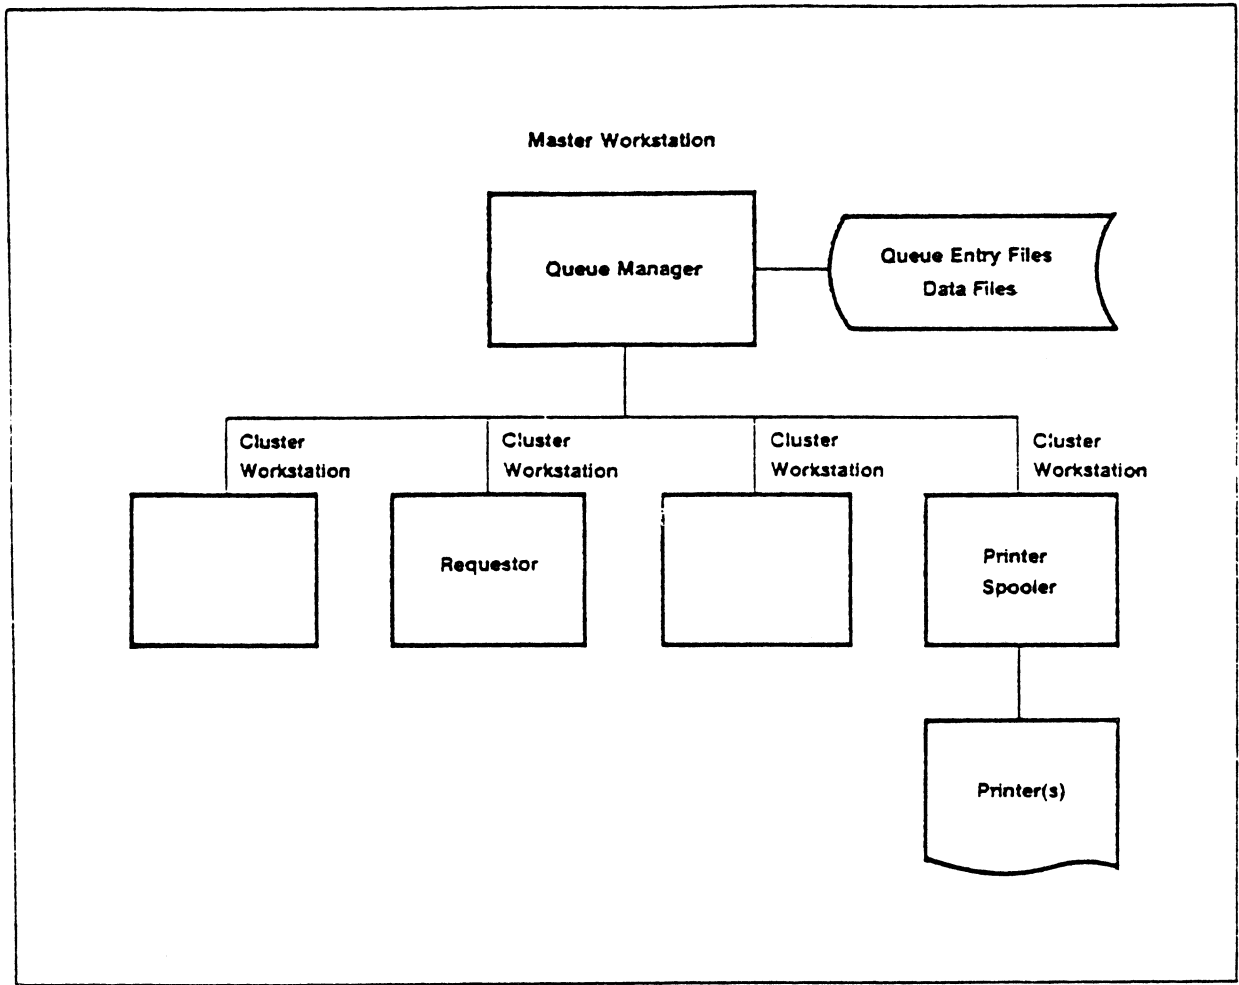 Master Workstation
Queue Manager
Queue Entry Files
Data Files
Cluster
Workstation
Cluster
Workstation
Cluster
Workstation
Cluster
Workstation
Requestor
Printer
Spooler
Printer(s)